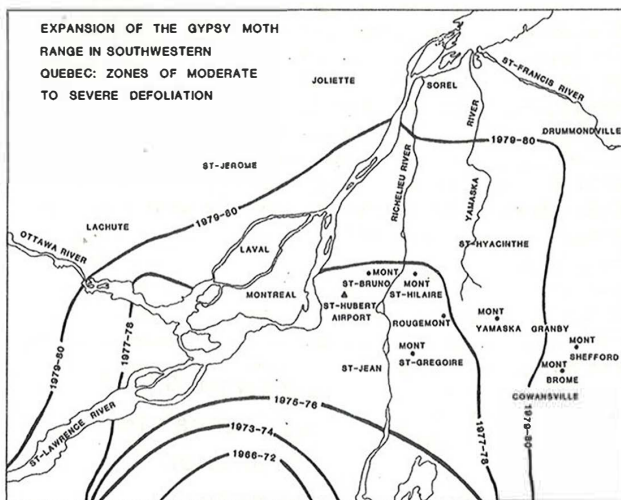 EXPANSION OF THE GYPSY MOTH
RANGE IN SOUTHWESTERN
QUEBEC: ZONES OF MODERATE
TO SEVERE DEFOLIATION
JOLIETTE
SOREL
ST-FRANCIS RIVER
DRUMMONDVILLE
1979-80
RICHELIEU RIVER
YAMASKA RIVER
ST-JEROME
1979-80
LACHUTE
OTTAWA RIVER
LAVAL
ST-HYACINTHE
MONTREAL
MONT
ST-BRUNO
MONT
ST-HILAIRE
ST-HUBERT
AIRPORT
ROUGEMONT
MONT
YAMASKA
GRANBY
MONT
SHEFFORD
MONT
BROME
MONT
ST-GREGOIRE
ST-JEAN
COWANSVILLE
1979-80
1977-78
1975-76
1973-74
1966-72
1977-78
1979-80
ST-LAWRENCE RIVER